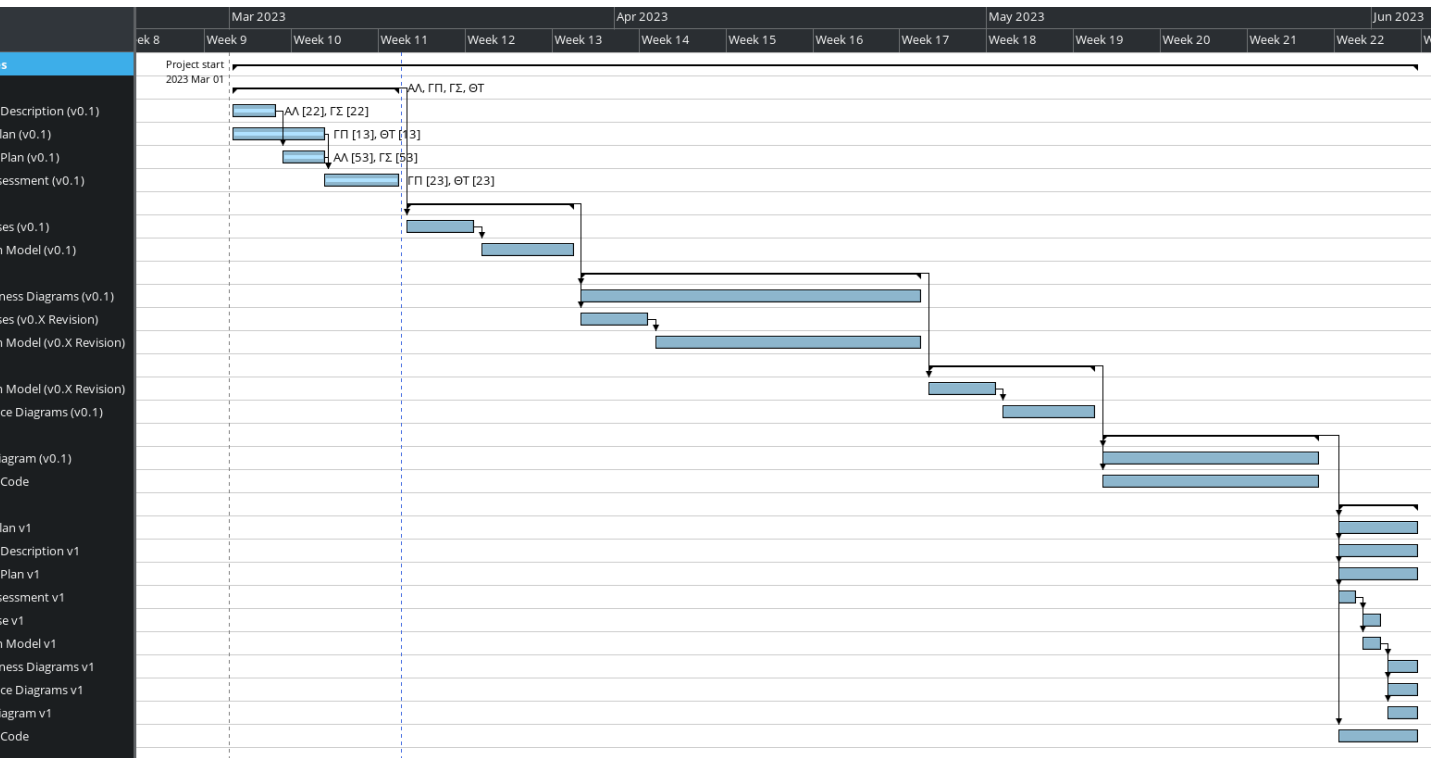 Mar 2023 Apr 2023 May 2023 Jun 2023
ek 8 Week 9 Week 10 Week 11 Week 12 Week 13 Week 14 Week 15 Week 16 Week 17 Week 18 Week 19 Week 20 Week 21 Week 22 W
s Project start
2023 Mar 01
ΑΛ, ΓΠ, ΓΣ, ΘΤ
Description (v0.1) ΑΛ [22], ΓΣ [22]
lan (v0.1) ΓΠ [13], ΘΤ [13]
Plan (v0.1) ΑΛ [53], ΓΣ [53]
sessment (v0.1) ΓΠ [23], ΘΤ [23]
ses (v0.1)
n Model (v0.1)
ness Diagrams (v0.1)
ses (v0.X Revision)
n Model (v0.X Revision)
n Model (v0.X Revision)
ce Diagrams (v0.1)
iagram (v0.1)
Code
lan v1
Description v1
Plan v1
sessment v1
se v1
n Model v1
ness Diagrams v1
ce Diagrams v1
iagram v1
Code